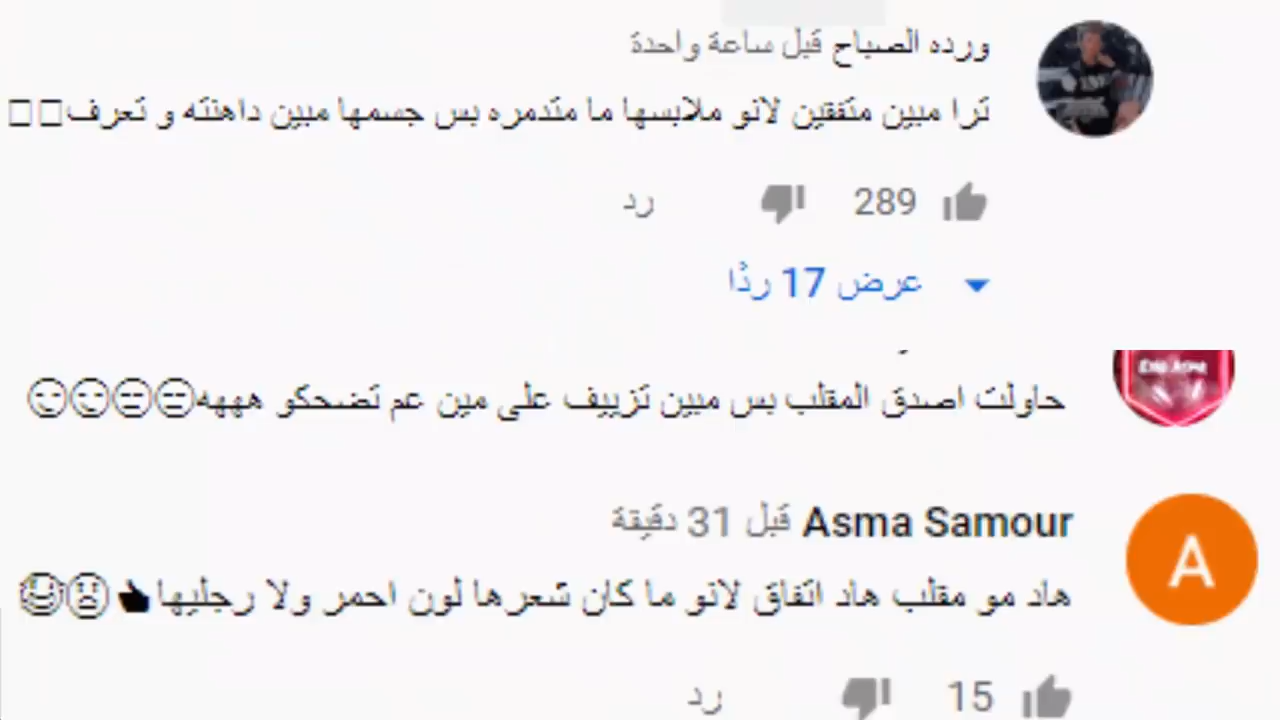 ورده الصباح قبل ساعة واحدة
ترا مبين متفقين لانو ملابسها ما متدمره بس جسمها مبين داهنته و تعرف
289 رد
عرض 17 ردًا
حاولت اصدق المقلب بس مبين تزييف على مين عم تضحكو هههه😑😑😏😏
Asma Samour قبل 31 دقيقة
A
هاد مو مقلب هاد اتفاق لانو ما كان شعرها لون احمر ولا رجليها
15 رد